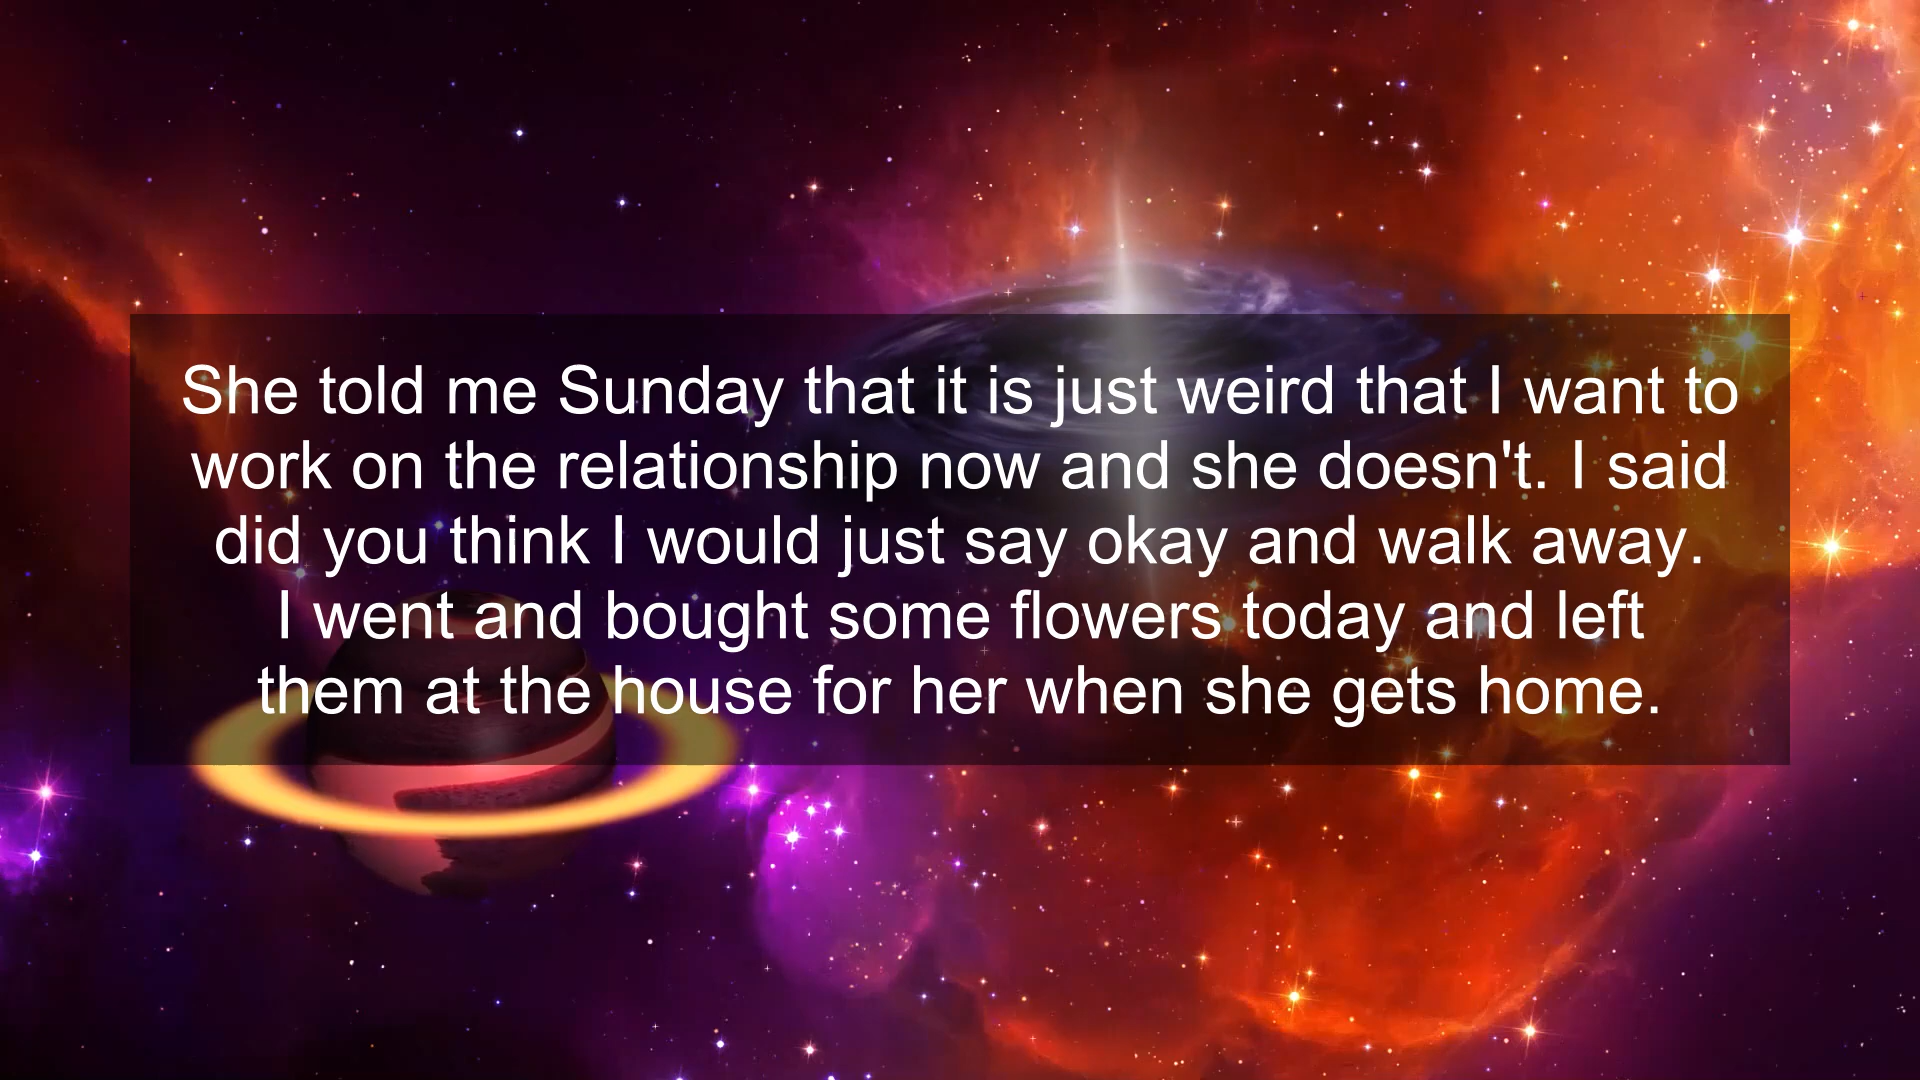 She told me Sunday that it is just weird that I want to
work on the relationship now and she doesn't. I said
did you think I would just say okay and walk away.
I went and bought some flowers today and left
them at the house for her when she gets home.